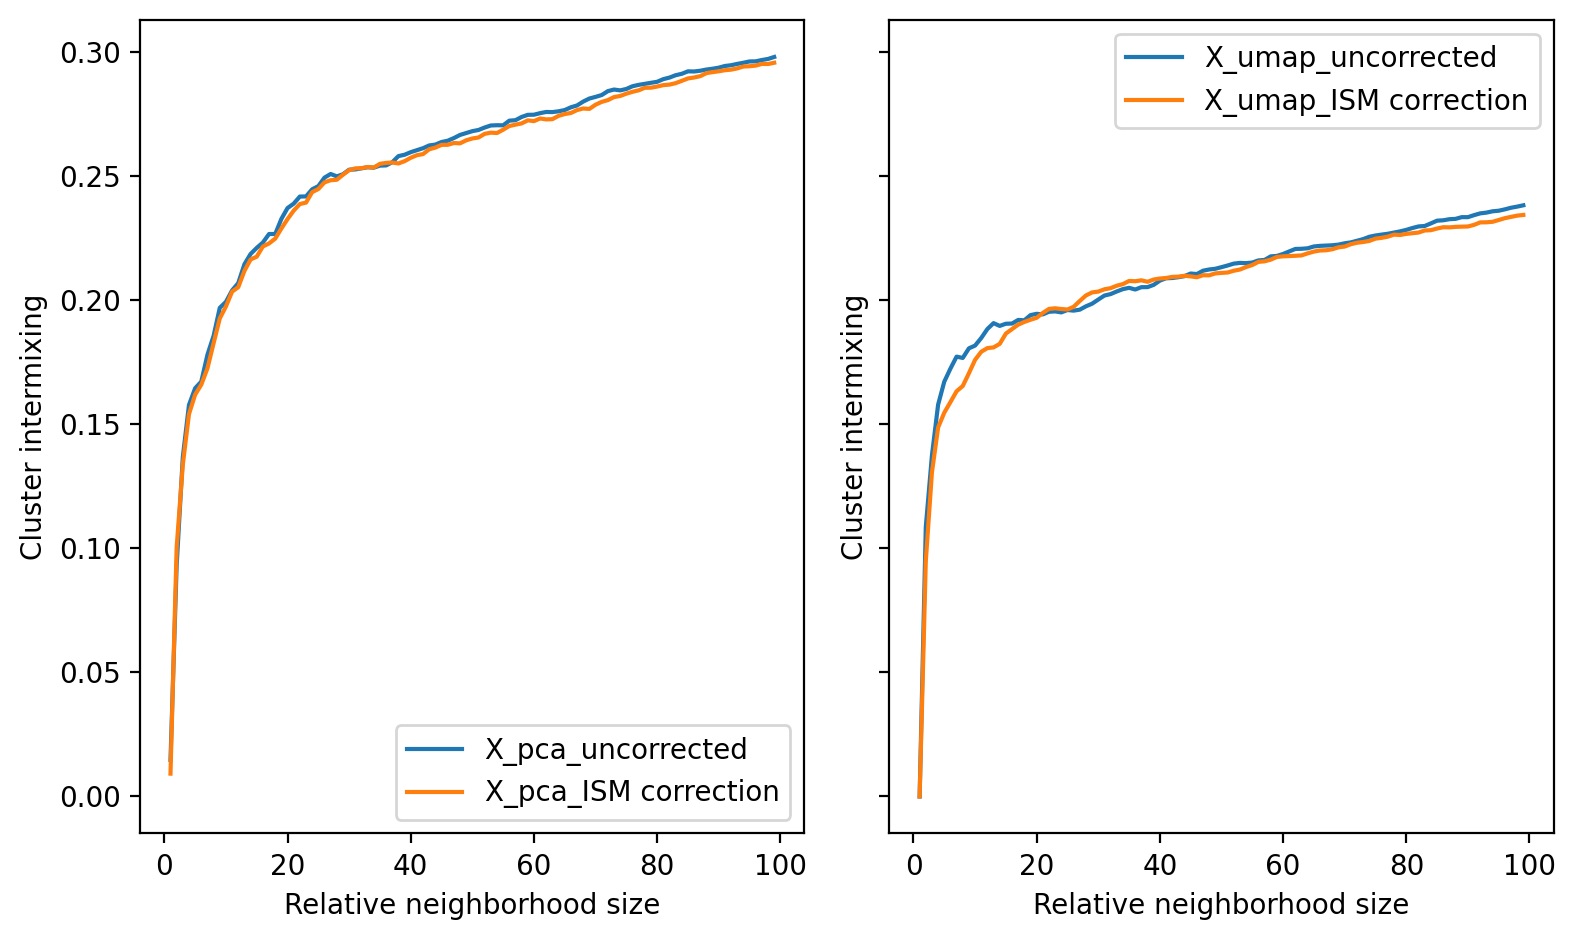 0.30
0.25
0.20
0.15
0.10
0.05
0.00
Cluster intermixing
X_pca_uncorrected
X_pca_ISM correction
0 20 40 60 80 100
Relative neighborhood size
X_umap_uncorrected
X_umap_ISM correction
Cluster intermixing
0 20 40 60 80 100
Relative neighborhood size